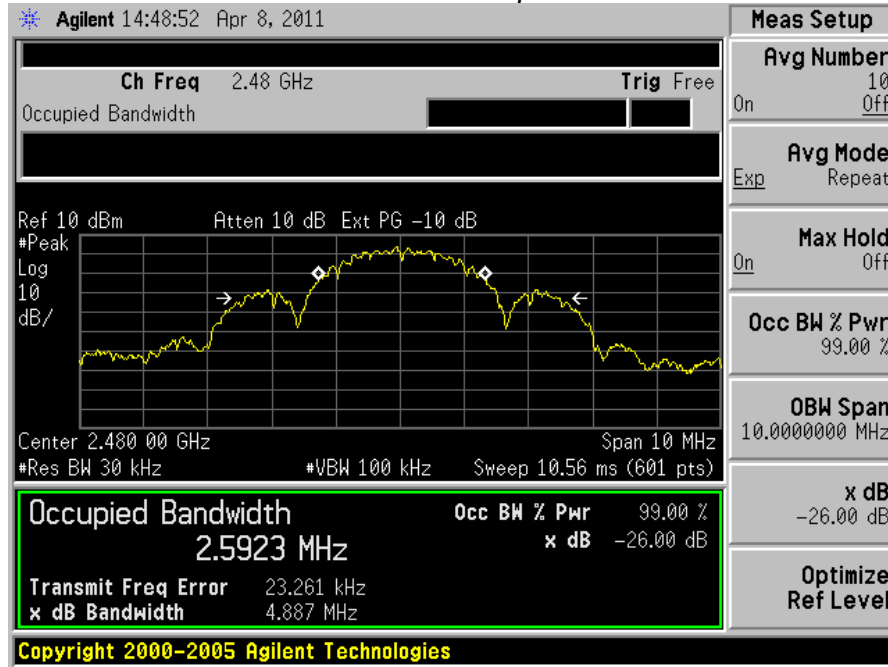 Agilent 14:48:52 Apr 8, 2011
Meas Setup
Ch Freq 2.48 GHz Trig Free
Occupied Bandwidth
Avg Number
10
On Off
Avg Mode
Exp Repeat
Max Hold
On Off
Occ BW % Pwr
99.00 %
OBW Span
10.0000000 MHz
x dB
-26.00 dB
Optimize
Ref Level
Ref 10 dBm Atten 10 dB Ext PG -10 dB
#Peak
Log
10
dB/
Center 2.480 00 GHz Span 10 MHz
#Res BW 30 kHz #VBW 100 kHz Sweep 10.56 ms (601 pts)
Occupied Bandwidth
2.5923 MHz
Occ BW % Pwr 99.00 %
x dB -26.00 dB
Transmit Freq Error 23.261 kHz
x dB Bandwidth 4.887 MHz
Copyright 2000-2005 Agilent Technologies